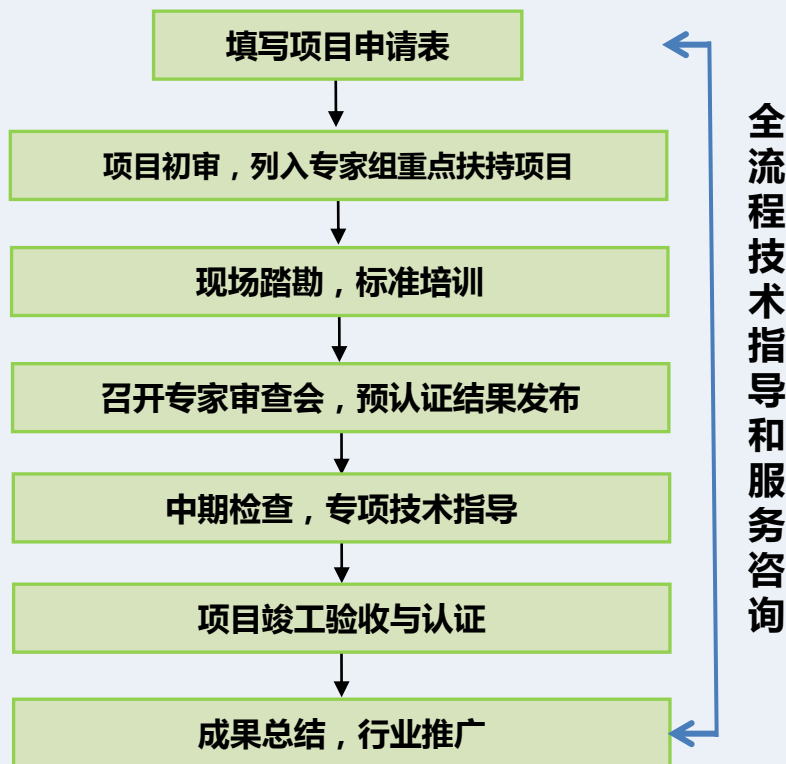 填写项目申请表
项目初审，列入专家组重点扶持项目
现场踏勘，标准培训
召开专家审查会，预认证结果发布
中期检查，专项技术指导
项目竣工验收与认证
成果总结，行业推广
全流程技术指导和服务咨询